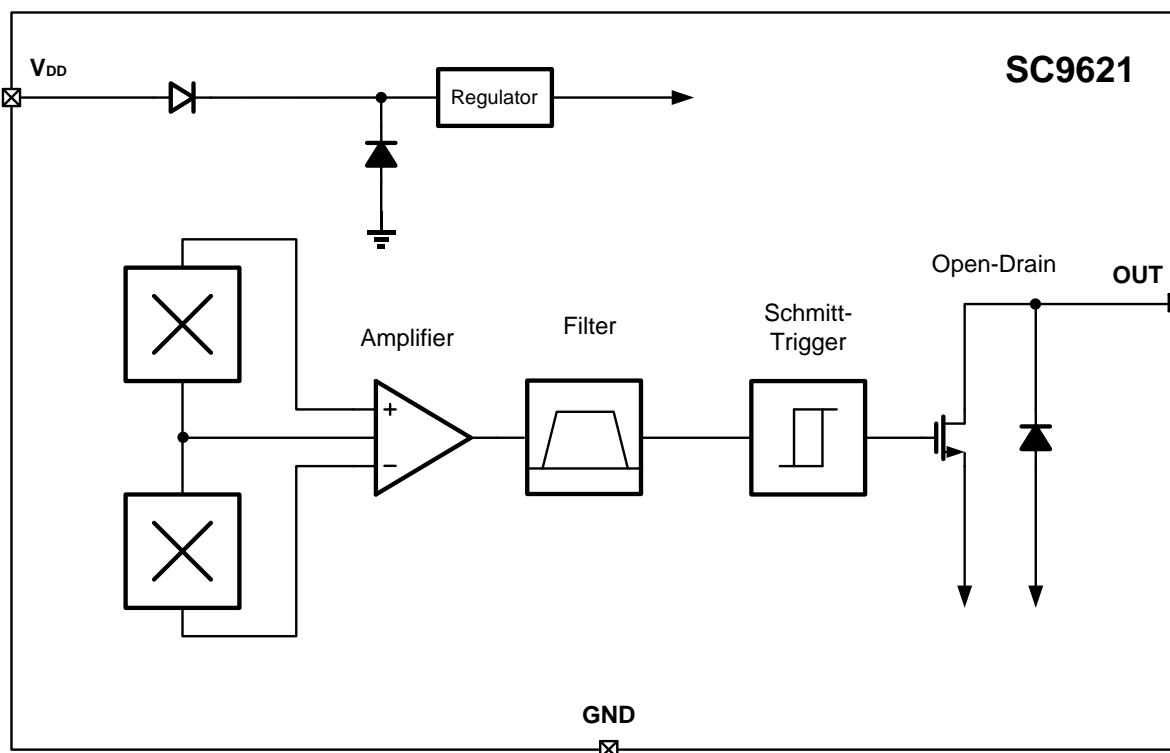 VDD
SC9621
Regulator
Open-Drain
OUT
Amplifier
Filter
Schmitt-
Trigger
+
−
GND